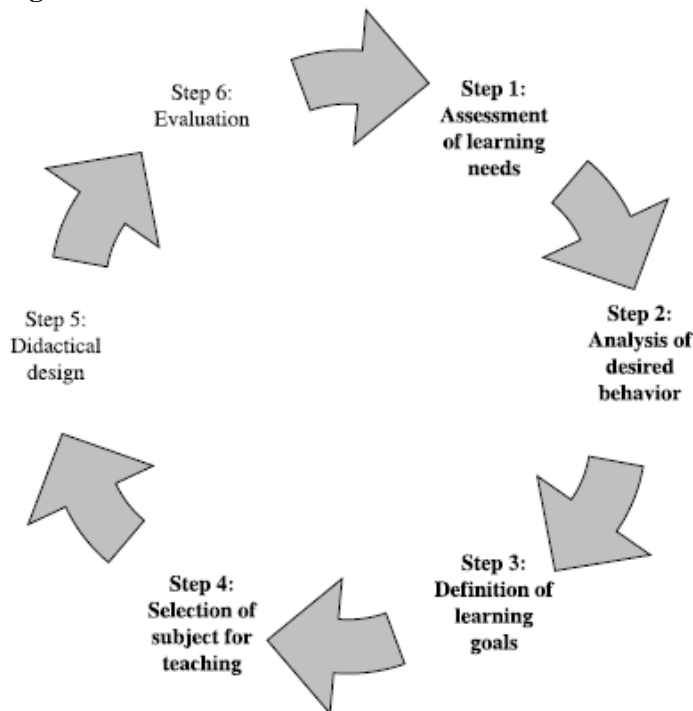 Step 1:
Assessment
of learning
needs
Step 2:
Analysis of
desired
behavior
Step 3:
Definition of
learning
goals
Step 4:
Selection of
subject for
teaching
Step 5:
Didactical
design
Step 6:
Evaluation